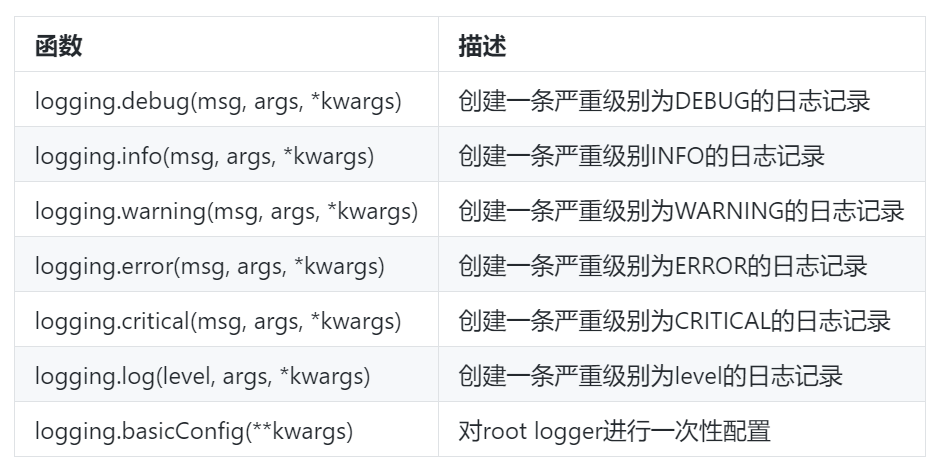 函数 描述
logging.debug(msg, args, *kwargs) 创建一条严重级别为DEBUG的日志记录
logging.info(msg, args, *kwargs) 创建一条严重级别INFO的日志记录
logging.warning(msg, args, *kwargs) 创建一条严重级别为WARNING的日志记录
logging.error(msg, args, *kwargs) 创建一条严重级别为ERROR的日志记录
logging.critical(msg, args, *kwargs) 创建一条严重级别为CRITICAL的日志记录
logging.log(level, args, *kwargs) 创建一条严重级别为level的日志记录
logging.basicConfig(**kwargs) 对root logger进行一次性配置